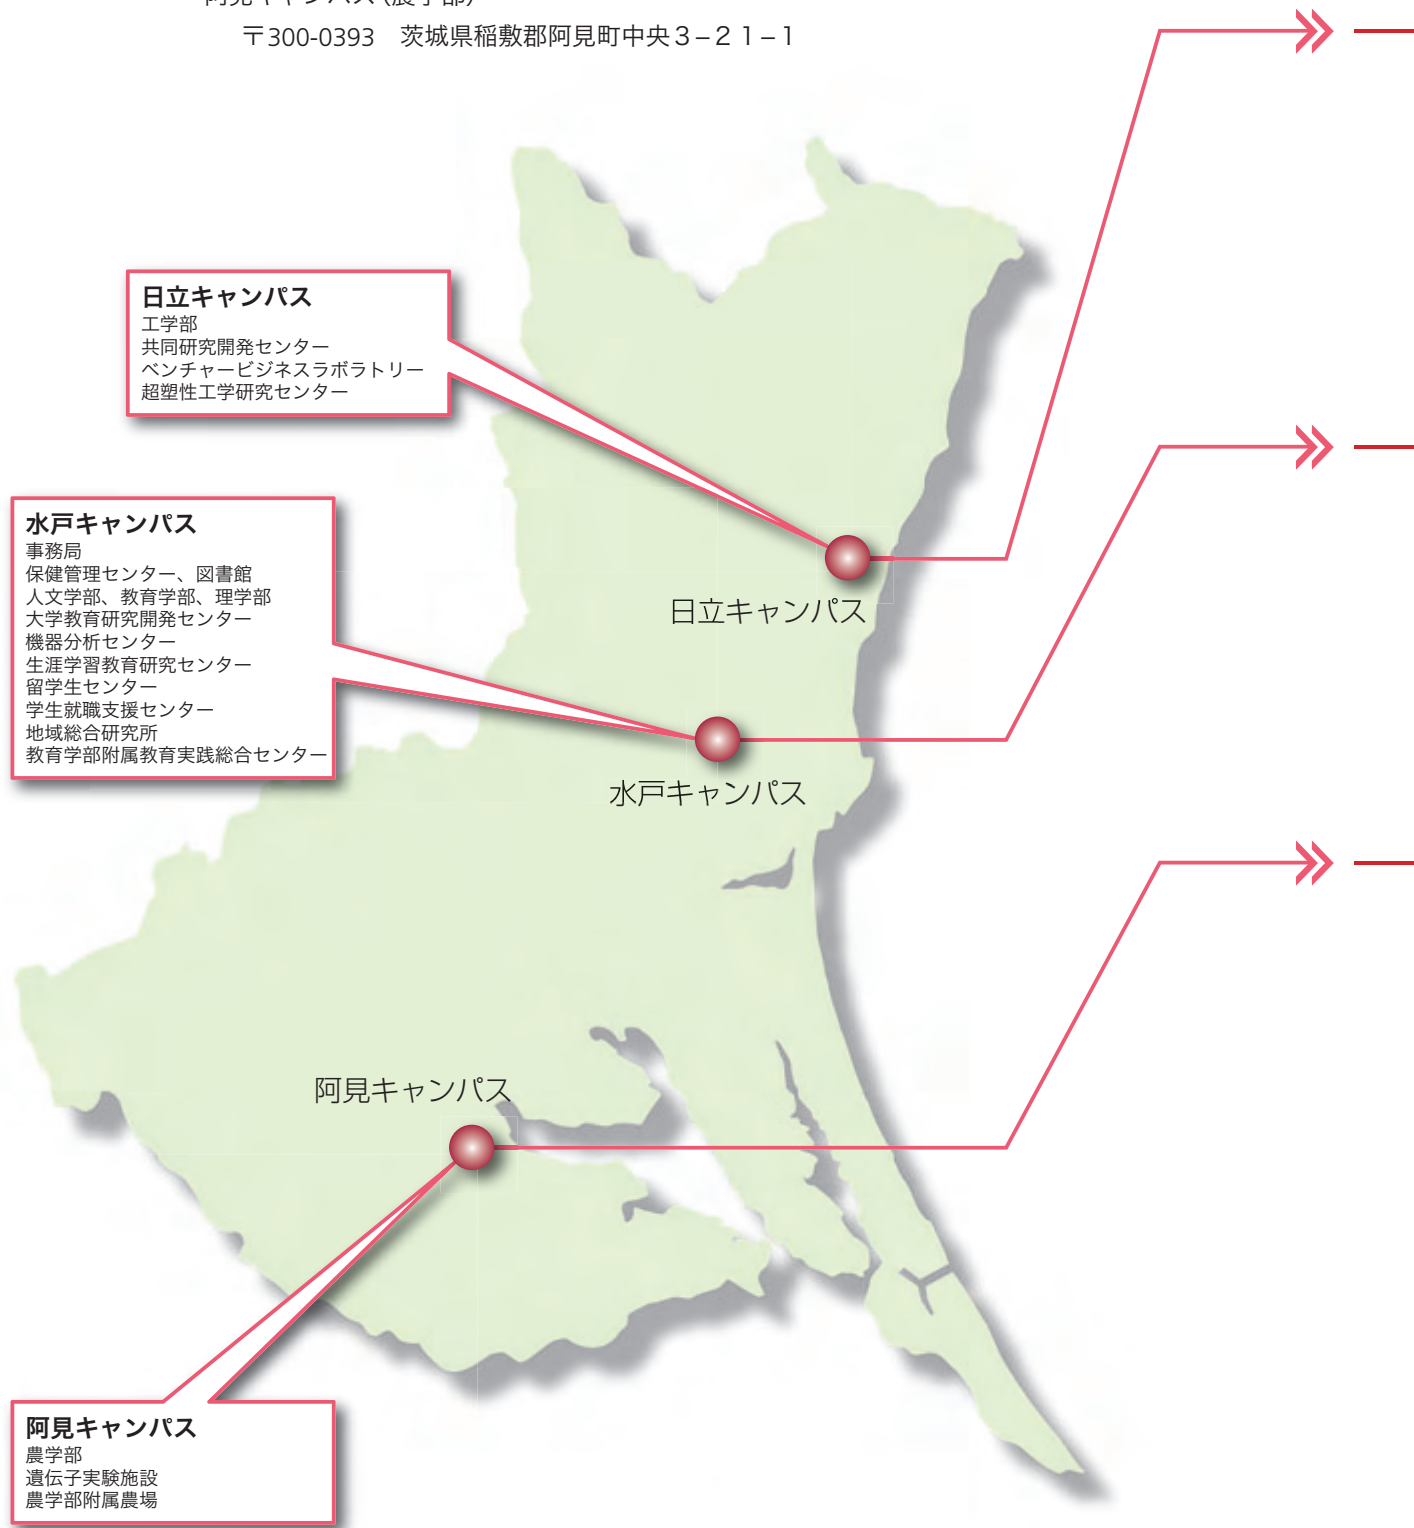 阿見キャンパス（農学部）
〒300-0393　茨城県稲敷郡阿見町中央３−２１−１
日立キャンパス
工学部
共同研究開発センター
ベンチャービジネスラボラトリー
超塑性工学研究センター
水戸キャンパス
事務局
保健管理センター、図書館
人文学部、教育学部、理学部
大学教育研究開発センター
機器分析センター
生涯学習教育研究センター
留学生センター
学生就職支援センター
地域総合研究所
教育学部附属教育実践総合センター
日立キャンパス
水戸キャンパス
阿見キャンパス
阿見キャンパス
農学部
遺伝子実験施設
農学部附属農場